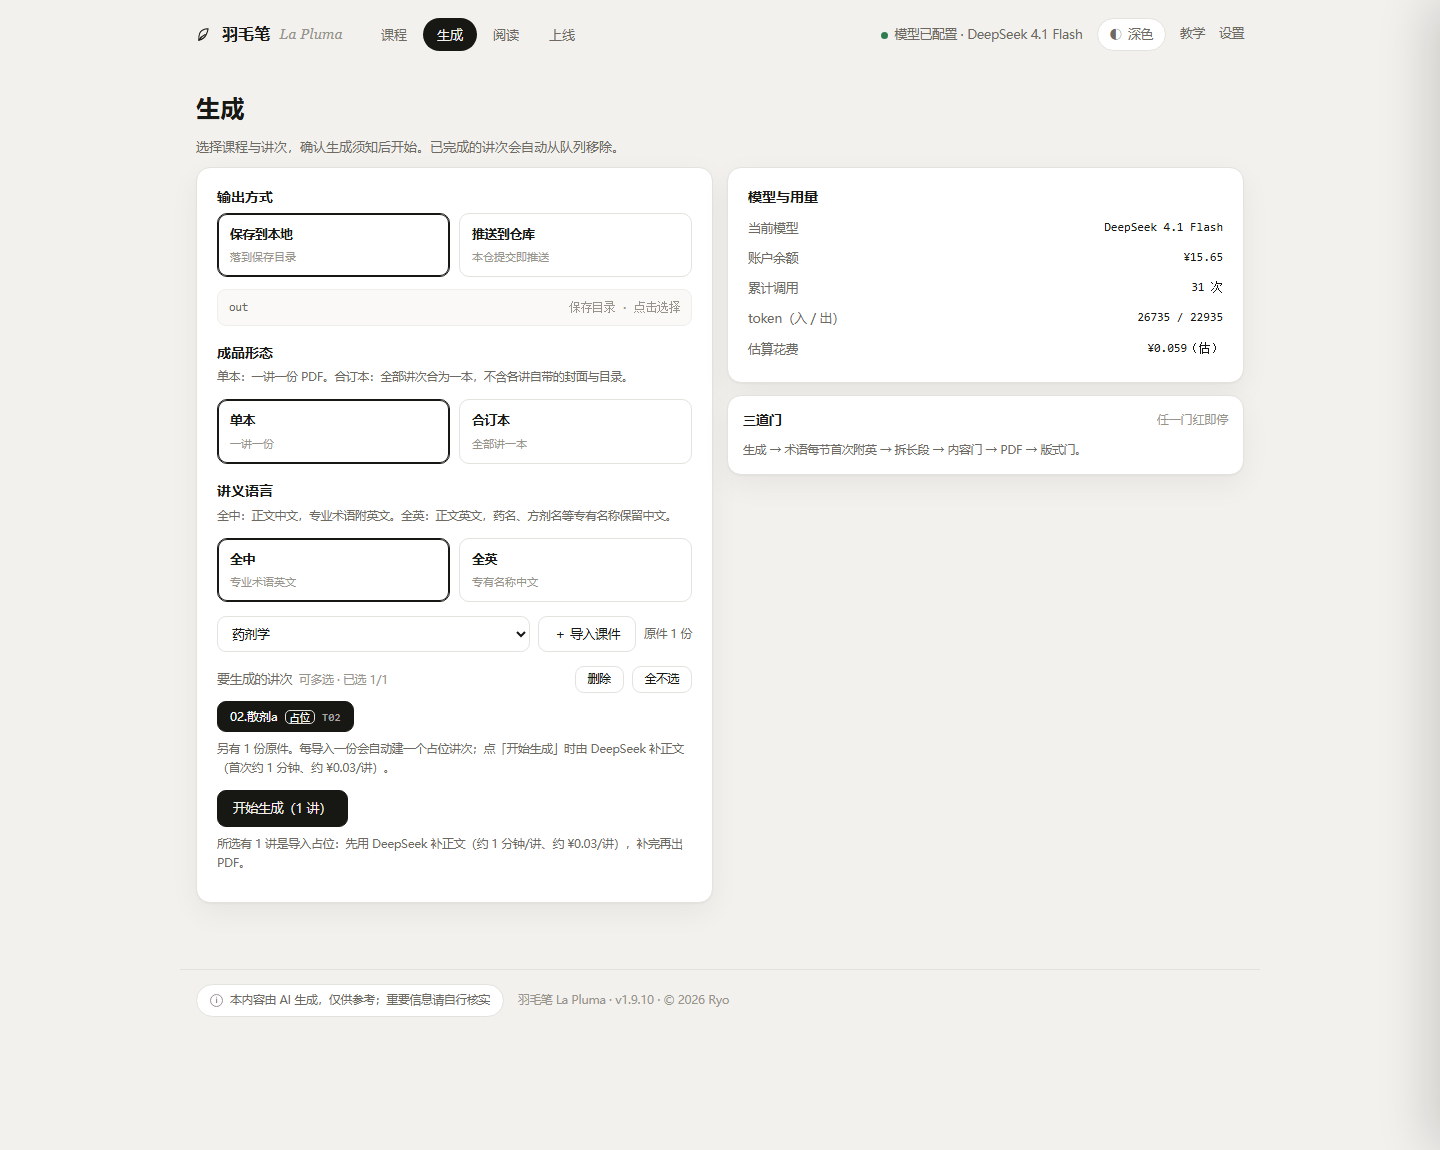 羽毛笔 La Pluma 课程 生成 阅读 上线 模型已配置 · DeepSeek 4.1 Flash 深色 教学 设置
生成
选择课程与讲次，确认生成须知后开始。已完成的讲次会自动从队列移除。
输出方式
保存到本地
落到保存目录
推送到仓库
本仓提交即推送
out 保存目录 · 点击选择
成品形态
单本：一讲一份 PDF。合订本：全部讲次合为一本，不含各讲自带的封面与目录。
单本
一讲一份
合订本
全部讲一本
讲义语言
全中：正文中文，专业术语附英文。全英：正文英文，药名、方剂名等专有名称保留中文。
全中
专业术语英文
全英
专有名称中文
药剂学 + 导入课件 原件 1 份
要生成的讲次 可多选 · 已选 1/1 删除 全不选
02.散剂a 占位 T02
另有 1 份原件。每导入一份会自动建一个占位讲次；点「开始生成」时由 DeepSeek 补正文
（首次约 1 分钟、约 ¥0.03/讲）。
开始生成（1 讲）
所选有 1 讲是导入占位：先用 DeepSeek 补正文（约 1 分钟/讲、约 ¥0.03/讲），补完再出
PDF。
模型与用量
当前模型 DeepSeek 4.1 Flash
账户余额 ¥15.65
累计调用 31 次
token（入 / 出） 26735 / 22935
估算花费 ¥0.059（估）
三道门 任一门红即停
生成 → 术语每节首次附英 → 拆长段 → 内容门 → PDF → 版式门。
本内容由 AI 生成，仅供参考；重要信息请自行核实 羽毛笔 La Pluma · v1.9.10 · © 2026 Ryo